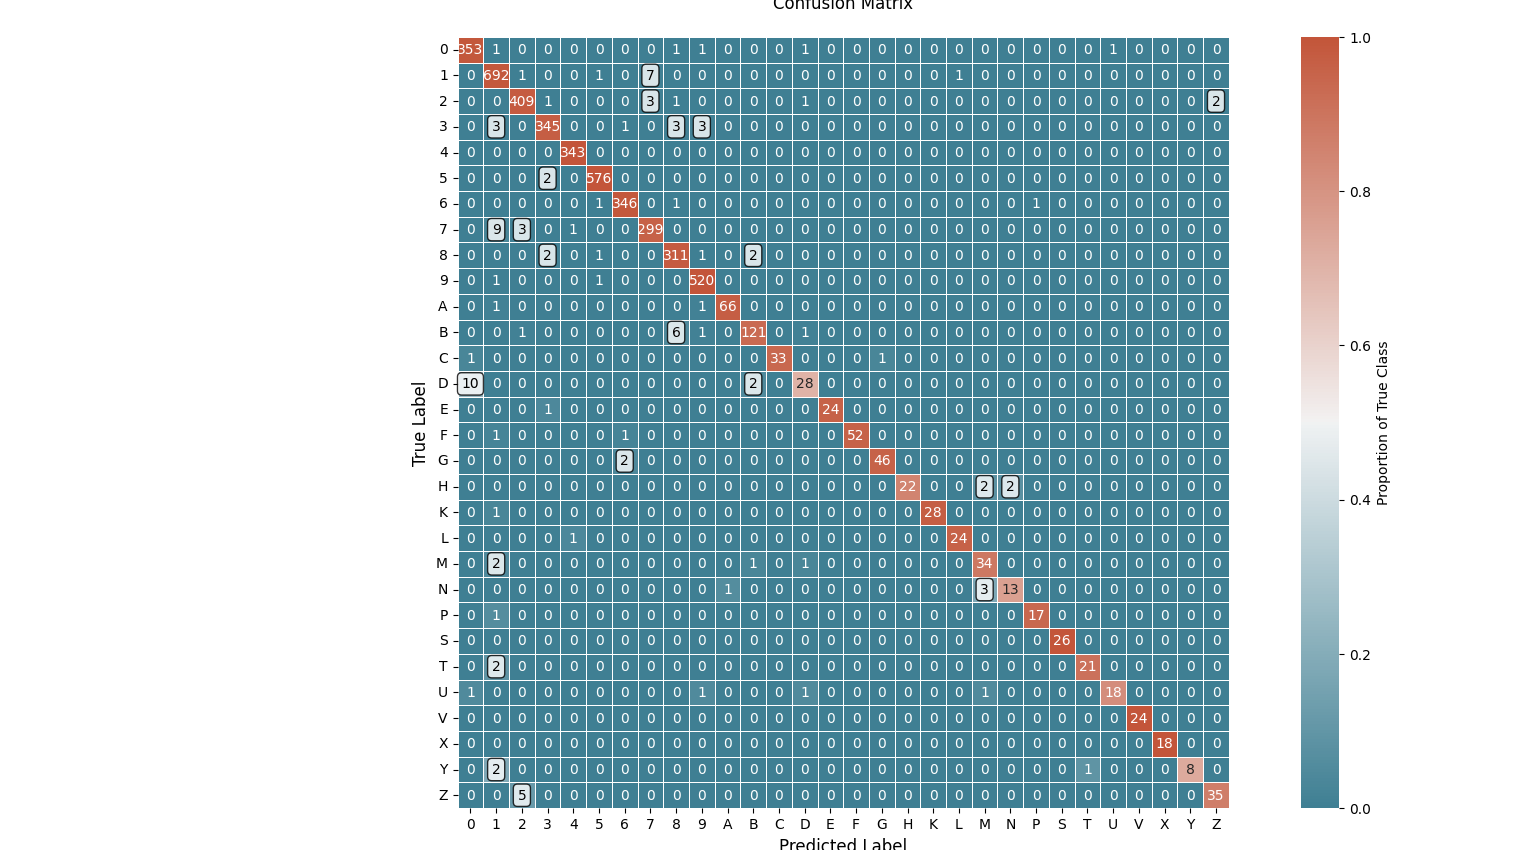 Confusion Matrix
0 353 1 0 0 0 0 0 0 1 1 0 0 0 1 0 0 0 0 0 0 0 0 0 0 0 1 0 0 0 0
1 0 692 1 0 0 1 0 7 0 0 0 0 0 0 0 0 0 0 0 1 0 0 0 0 0 0 0 0 0 0
2 0 0 409 1 0 0 0 3 1 0 0 0 0 1 0 0 0 0 0 0 0 0 0 0 0 0 0 0 0 2
3 0 3 0 345 0 0 1 0 3 3 0 0 0 0 0 0 0 0 0 0 0 0 0 0 0 0 0 0 0 0
4 0 0 0 0 343 0 0 0 0 0 0 0 0 0 0 0 0 0 0 0 0 0 0 0 0 0 0 0 0 0
5 0 0 0 2 0 576 0 0 0 0 0 0 0 0 0 0 0 0 0 0 0 0 0 0 0 0 0 0 0 0
6 0 0 0 0 0 1 346 0 1 0 0 0 0 0 0 0 0 0 0 0 0 0 1 0 0 0 0 0 0 0
7 0 9 3 0 1 0 0 299 0 0 0 0 0 0 0 0 0 0 0 0 0 0 0 0 0 0 0 0 0 0
8 0 0 0 2 0 1 0 0 311 1 0 2 0 0 0 0 0 0 0 0 0 0 0 0 0 0 0 0 0 0
9 0 1 0 0 0 1 0 0 0 520 0 0 0 0 0 0 0 0 0 0 0 0 0 0 0 0 0 0 0 0
A 0 1 0 0 0 0 0 0 0 1 66 0 0 0 0 0 0 0 0 0 0 0 0 0 0 0 0 0 0 0
B 0 0 1 0 0 0 0 0 6 1 0 121 0 1 0 0 0 0 0 0 0 0 0 0 0 0 0 0 0 0
C 1 0 0 0 0 0 0 0 0 0 0 0 33 0 0 0 1 0 0 0 0 0 0 0 0 0 0 0 0 0
D 10 0 0 0 0 0 0 0 0 0 0 2 0 28 0 0 0 0 0 0 0 0 0 0 0 0 0 0 0 0
E 0 0 0 1 0 0 0 0 0 0 0 0 0 0 24 0 0 0 0 0 0 0 0 0 0 0 0 0 0 0
F 0 1 0 0 0 0 1 0 0 0 0 0 0 0 0 52 0 0 0 0 0 0 0 0 0 0 0 0 0 0
G 0 0 0 0 0 0 2 0 0 0 0 0 0 0 0 0 46 0 0 0 0 0 0 0 0 0 0 0 0 0
H 0 0 0 0 0 0 0 0 0 0 0 0 0 0 0 0 0 22 0 0 2 2 0 0 0 0 0 0 0 0
K 0 1 0 0 0 0 0 0 0 0 0 0 0 0 0 0 0 0 28 0 0 0 0 0 0 0 0 0 0 0
L 0 0 0 0 1 0 0 0 0 0 0 0 0 0 0 0 0 0 0 24 0 0 0 0 0 0 0 0 0 0
M 0 2 0 0 0 0 0 0 0 0 0 1 0 1 0 0 0 0 0 0 34 0 0 0 0 0 0 0 0 0
N 0 0 0 0 0 0 0 0 0 0 1 0 0 0 0 0 0 0 0 0 3 13 0 0 0 0 0 0 0 0
P 0 1 0 0 0 0 0 0 0 0 0 0 0 0 0 0 0 0 0 0 0 0 17 0 0 0 0 0 0 0
S 0 0 0 0 0 0 0 0 0 0 0 0 0 0 0 0 0 0 0 0 0 0 0 26 0 0 0 0 0 0
T 0 2 0 0 0 0 0 0 0 0 0 0 0 0 0 0 0 0 0 0 0 0 0 0 21 0 0 0 0 0
U 1 0 0 0 0 0 0 0 0 1 0 0 0 1 0 0 0 0 0 0 1 0 0 0 0 18 0 0 0 0
V 0 0 0 0 0 0 0 0 0 0 0 0 0 0 0 0 0 0 0 0 0 0 0 0 0 0 24 0 0 0
X 0 0 0 0 0 0 0 0 0 0 0 0 0 0 0 0 0 0 0 0 0 0 0 0 0 0 0 18 0 0
Y 0 2 0 0 0 0 0 0 0 0 0 0 0 0 0 0 0 0 0 0 0 0 0 0 1 0 0 0 8 0
Z 0 0 5 0 0 0 0 0 0 0 0 0 0 0 0 0 0 0 0 0 0 0 0 0 0 0 0 0 0 35
0 1 2 3 4 5 6 7 8 9 A B C D E F G H K L M N P S T U V X Y Z
Predicted Label
True Label
1.0
0.8
0.6
0.4
0.2
0.0
Proportion of True Class